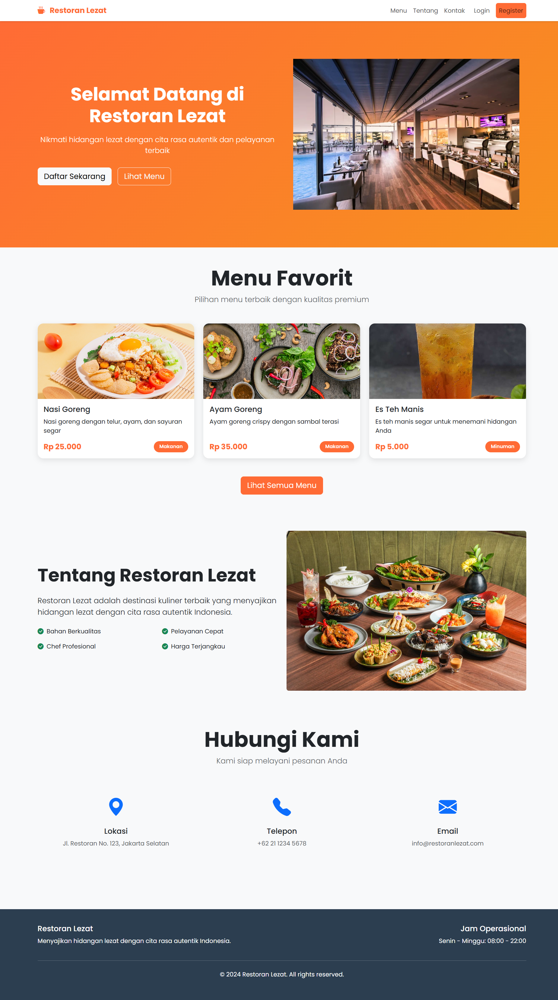 Restoran Lezat
Menu Tentang Kontak Login Register
Selamat Datang di
Restoran Lezat
Nikmati hidangan lezat dengan cita rasa autentik dan pelayanan
terbaik
Daftar Sekarang Lihat Menu
Menu Favorit
Pilihan menu terbaik dengan kualitas premium
Nasi Goreng
Nasi goreng dengan telur, ayam, dan sayuran
segar
Rp 25.000 Makanan
Ayam Goreng
Ayam goreng crispy dengan sambal terasi
Rp 35.000 Makanan
Es Teh Manis
Es teh manis segar untuk menemani hidangan
Anda
Rp 5.000 Minuman
Lihat Semua Menu
Tentang Restoran Lezat
Restoran Lezat adalah destinasi kuliner terbaik yang menyajikan
hidangan lezat dengan cita rasa autentik Indonesia.
Bahan Berkualitas Pelayanan Cepat
Chef Profesional Harga Terjangkau
Hubungi Kami
Kami siap melayani pesanan Anda
Lokasi
Jl. Restoran No. 123, Jakarta Selatan
Telepon
+62 21 1234 5678
Email
info@restoranlezat.com
Restoran Lezat
Menyajikan hidangan lezat dengan cita rasa autentik Indonesia.
Jam Operasional
Senin - Minggu: 08:00 - 22:00
© 2024 Restoran Lezat. All rights reserved.